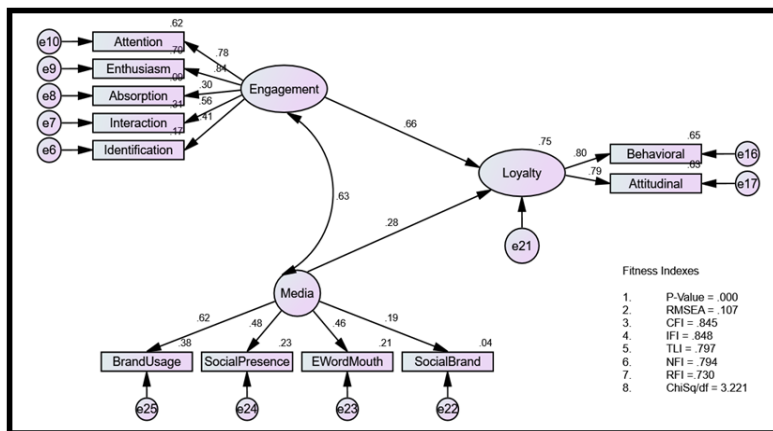 .62
e10 Attention
.70 .78
e9 Enthusiasm .84
.09
e8 Absorption .30 Engagement
.31 .56
e7 Interaction .41 .66
.17
e6 Identification
.75 .65
.80 Behavioral e16
Loyalty .63
.79 Attitudinal e17
.63
.28
e21
Media
Fitness Indexes
1. P-Value = .000
2. RMSEA = .107
3. CFI = .845
4. IFI = .848
5. TLI = .797
6. NFI = .794
7. RFI = .730
8. ChiSq/df = 3.221
.62 .48 .46 .19
.38 .23 .21 .04
BrandUsage SocialPresence EWordMouth SocialBrand
e25 e24 e23 e22